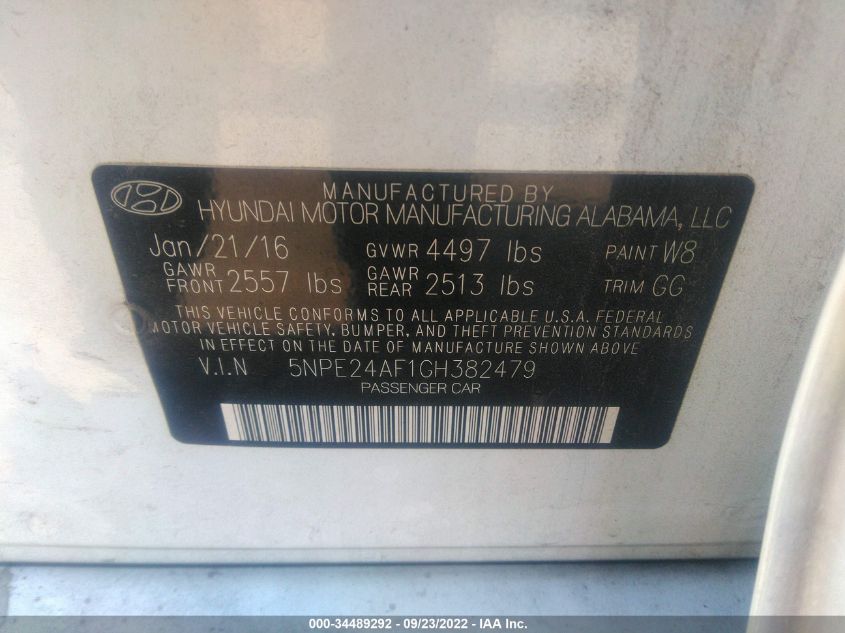 MANUFACTURED BY
HYUNDAI MOTOR MANUFACTURING ALABAMA, LLC
Jan/21/16 GVWR 4497 lbs PAINT W8
GAWR FRONT 2557 lbs GAWR REAR 2513 lbs TRIM GG
THIS VEHICLE CONFORMS TO ALL APPLICABLE U.S.A. FEDERAL
MOTOR VEHICLE SAFETY, BUMPER, AND THEFT PREVENTION STANDARDS
IN EFFECT ON THE DATE OF MANUFACTURE SHOWN ABOVE
V.I.N 5NPE24AF1GH382479
PASSENGER CAR
000-34489292 - 09/23/2022 - IAA Inc.